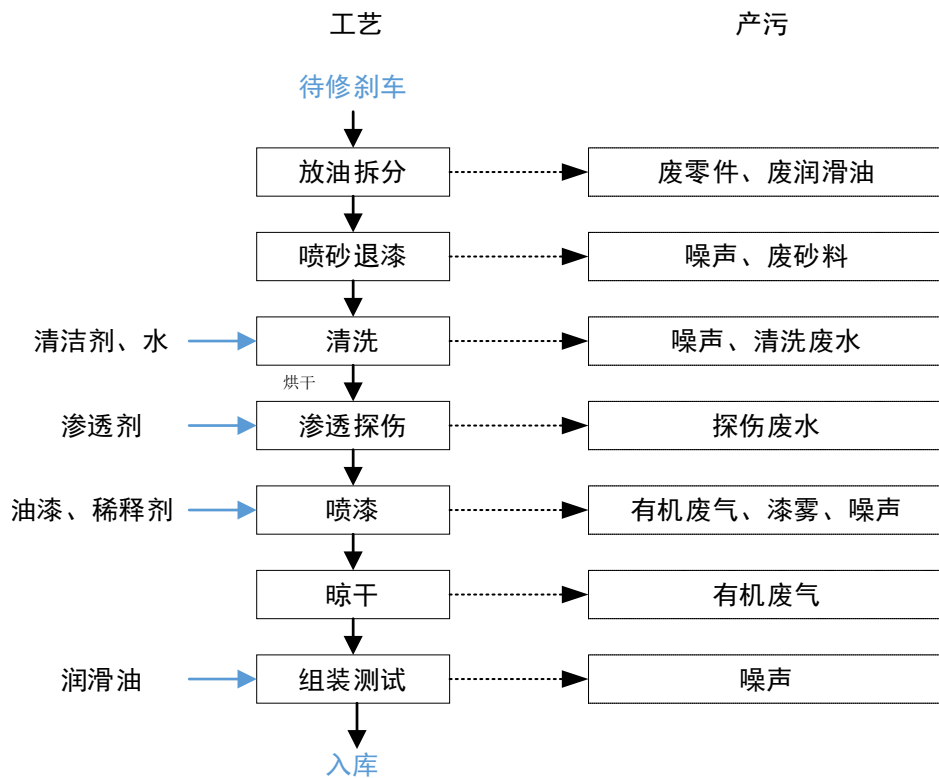 工艺 产污
待修刹车
放油拆分 废零件、废润滑油
喷砂退漆 噪声、废砂料
清洁剂、水 清洗 噪声、清洗废水
烘干
渗透剂 渗透探伤 探伤废水
油漆、稀释剂 喷漆 有机废气、漆雾、噪声
晾干 有机废气
润滑油 组装测试 噪声
入库